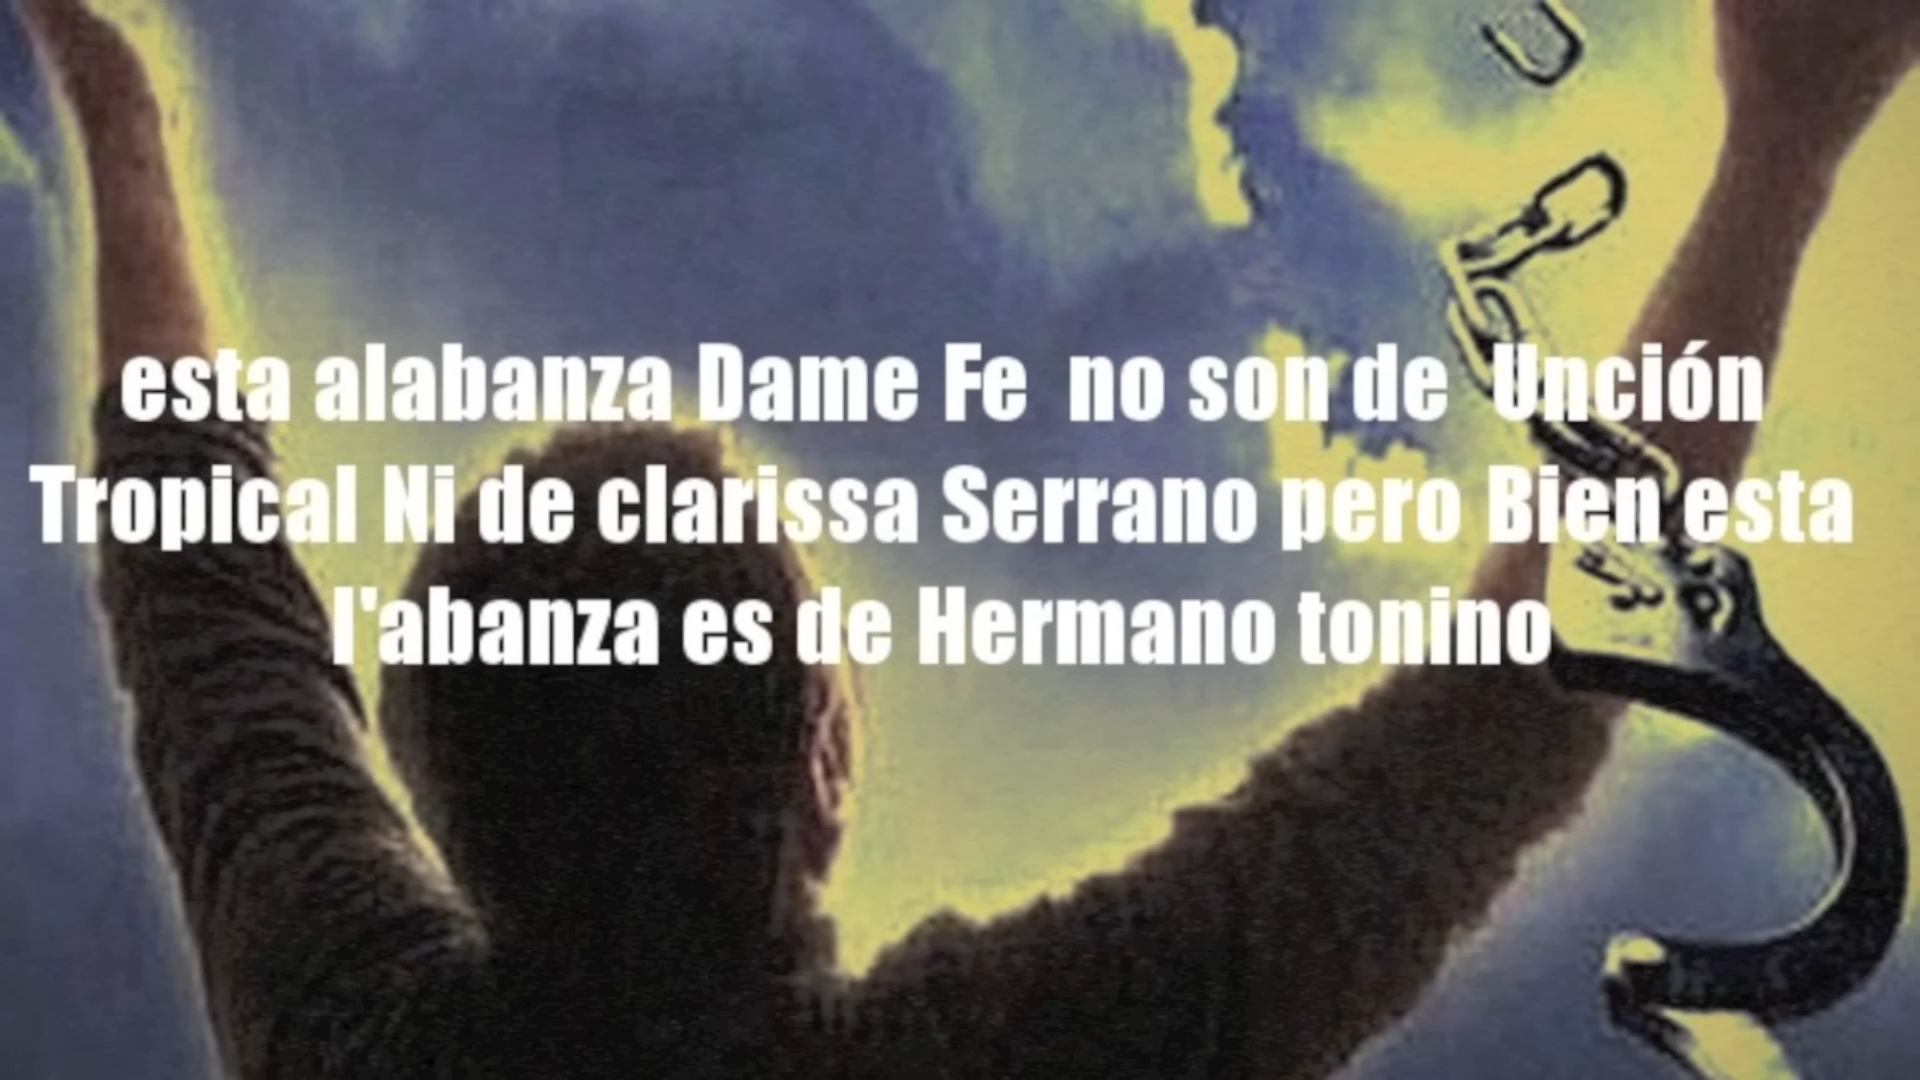 esta alabanza Dame Fe no son de Unción
Tropical Ni de clarissa Serrano pero Bien esta
l'abanza es de Hermano tonino